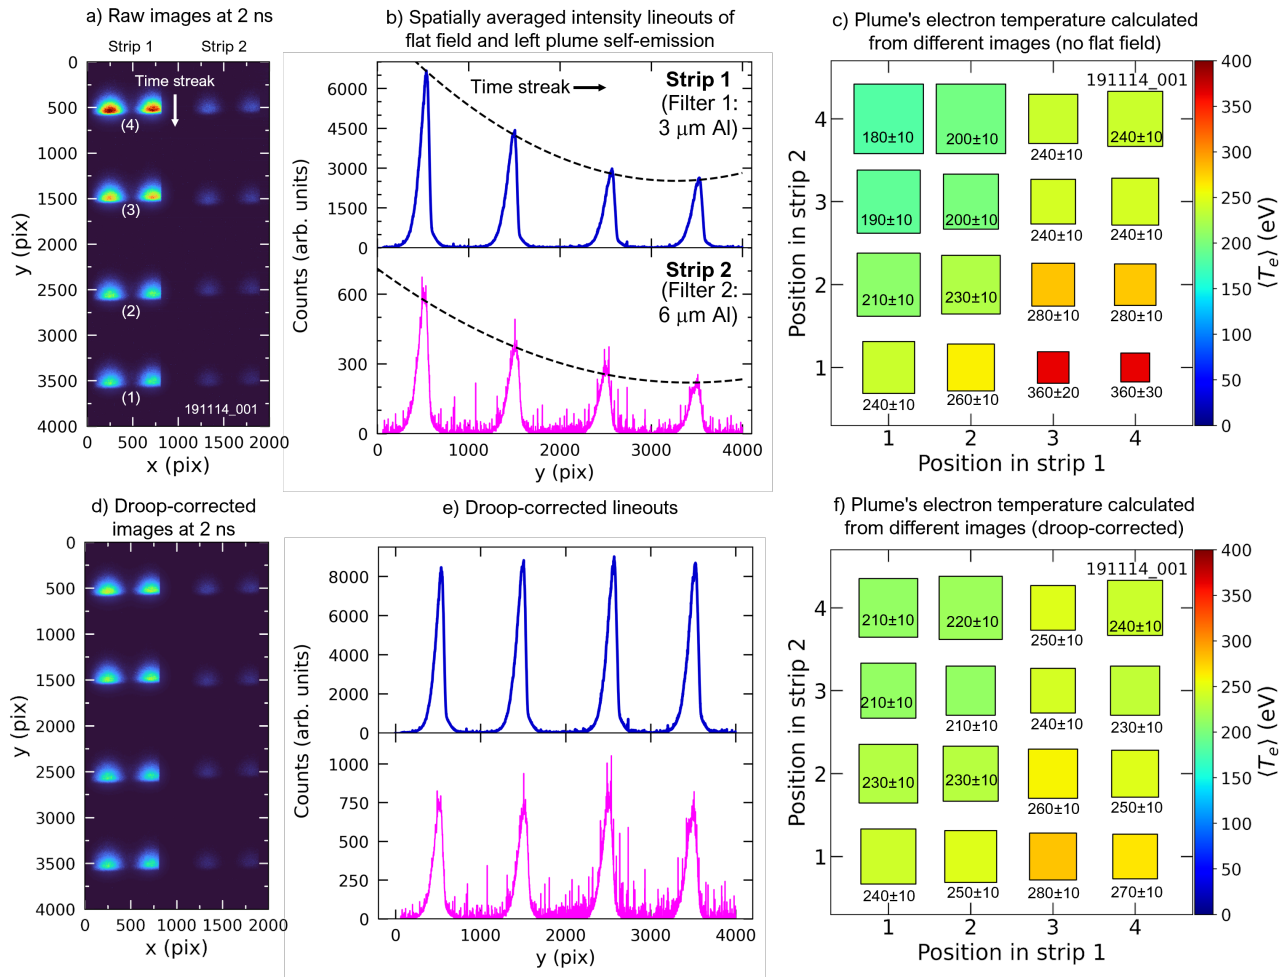 a) Raw images at 2 ns
Strip 1 Strip 2
0
500
1000
1500
2000
2500
3000
3500
4000
y (pix)
Time streak
(4)
(3)
(2)
(1)
191114_001
0 500 1000 1500 2000
x (pix)
b) Spatially averaged intensity lineouts of
flat field and left plume self-emission
6000
4500
3000
1500
0
Time streak
Strip 1
(Filter 1:
3 μm Al)
Counts (arb. units)
600
300
0
Strip 2
(Filter 2:
6 μm Al)
0 1000 2000 3000 4000
y (pix)
c) Plume's electron temperature calculated
from different images (no flat field)
191114_001
Position in strip 2
4
180±10 200±10 240±10 240±10
3
190±10 200±10 240±10 240±10
2
210±10 230±10 280±10 280±10
1
240±10 260±10 360±20 360±30
1 2 3 4
Position in strip 1
400
350
300
250
200
150
100
50
0
⟨Te⟩ (eV)
d) Droop-corrected
images at 2 ns
0
500
1000
1500
2000
2500
3000
3500
4000
y (pix)
0 500 1000 1500 2000
x (pix)
e) Droop-corrected lineouts
8000
6000
4000
2000
0
Counts (arb. units)
1000
750
500
250
0
0 1000 2000 3000 4000
y (pix)
f) Plume's electron temperature calculated
from different images (droop-corrected)
191114_001
Position in strip 2
4
210±10 220±10 250±10 240±10
3
210±10 210±10 240±10 230±10
2
230±10 230±10 260±10 250±10
1
240±10 250±10 280±10 270±10
1 2 3 4
Position in strip 1
400
350
300
250
200
150
100
50
0
⟨Te⟩ (eV)